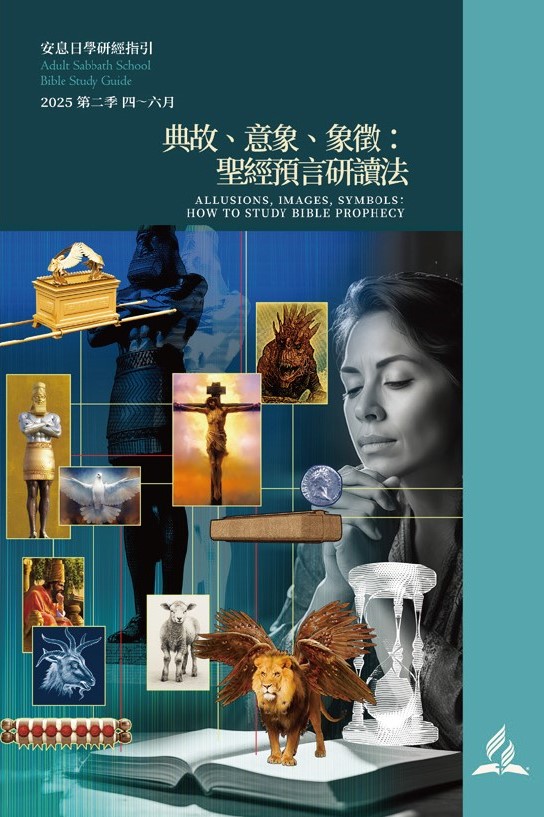 安息日學研經指引
Adult Sabbath School
Bible Study Guide
2025 第二季 四~六月
典故、意象、象徵：
聖經預言研讀法
ALLUSIONS, IMAGES, SYMBOLS:
HOW TO STUDY BIBLE PROPHECY